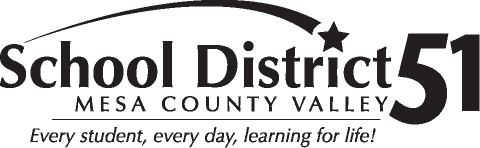 School District 51
MESA COUNTY VALLEY
Every student, every day, learning for life!